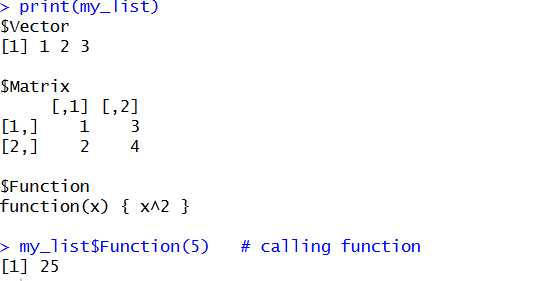 > print(my_list)
$Vector
[1] 1 2 3
$Matrix
     [,1] [,2]
[1,]    1    3
[2,]    2    4
$Function
function(x) { x^2 }
> my_list$Function(5)   # calling function
[1] 25